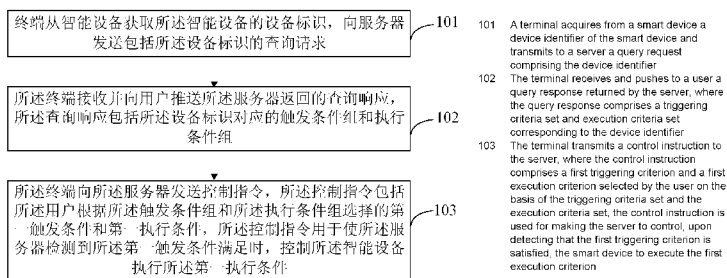 终端从智能设备获取所述智能设备的设备标识，向服务器
发送包括所述设备标识的查询请求
101
所述终端接收并向用户推送所述服务器返回的查询响应，
所述查询响应包括所述设备标识对应的触发条件组和执行
条件组
102
所述终端向所述服务器发送控制指令，所述控制指令包括
所述用户根据所述触发条件组和所述执行条件组选择的第
一触发条件和第一执行条件，所述控制指令用于使所述服
务器检测到所述第一触发条件满足时，控制所述智能设备
执行所述第一执行条件
103
101 A terminal acquires from a smart device a
device identifier of the smart device and
transmits to a server a query request
comprising the device identifier
102 The terminal receives and pushes to a user a
query response returned by the server, where
the query response comprises a triggering
criteria set and execution criteria set
corresponding to the device identifier
103 The terminal transmits a control instruction to
the server, where the control instruction
comprises a first triggering criterion and a first
execution criterion selected by the user on the
basis of the triggering criteria set and the
execution criteria set, the control instruction is
used for making the server to control, upon
detecting that the first triggering criterion is
satisfied, the smart device to execute the first
execution criterion